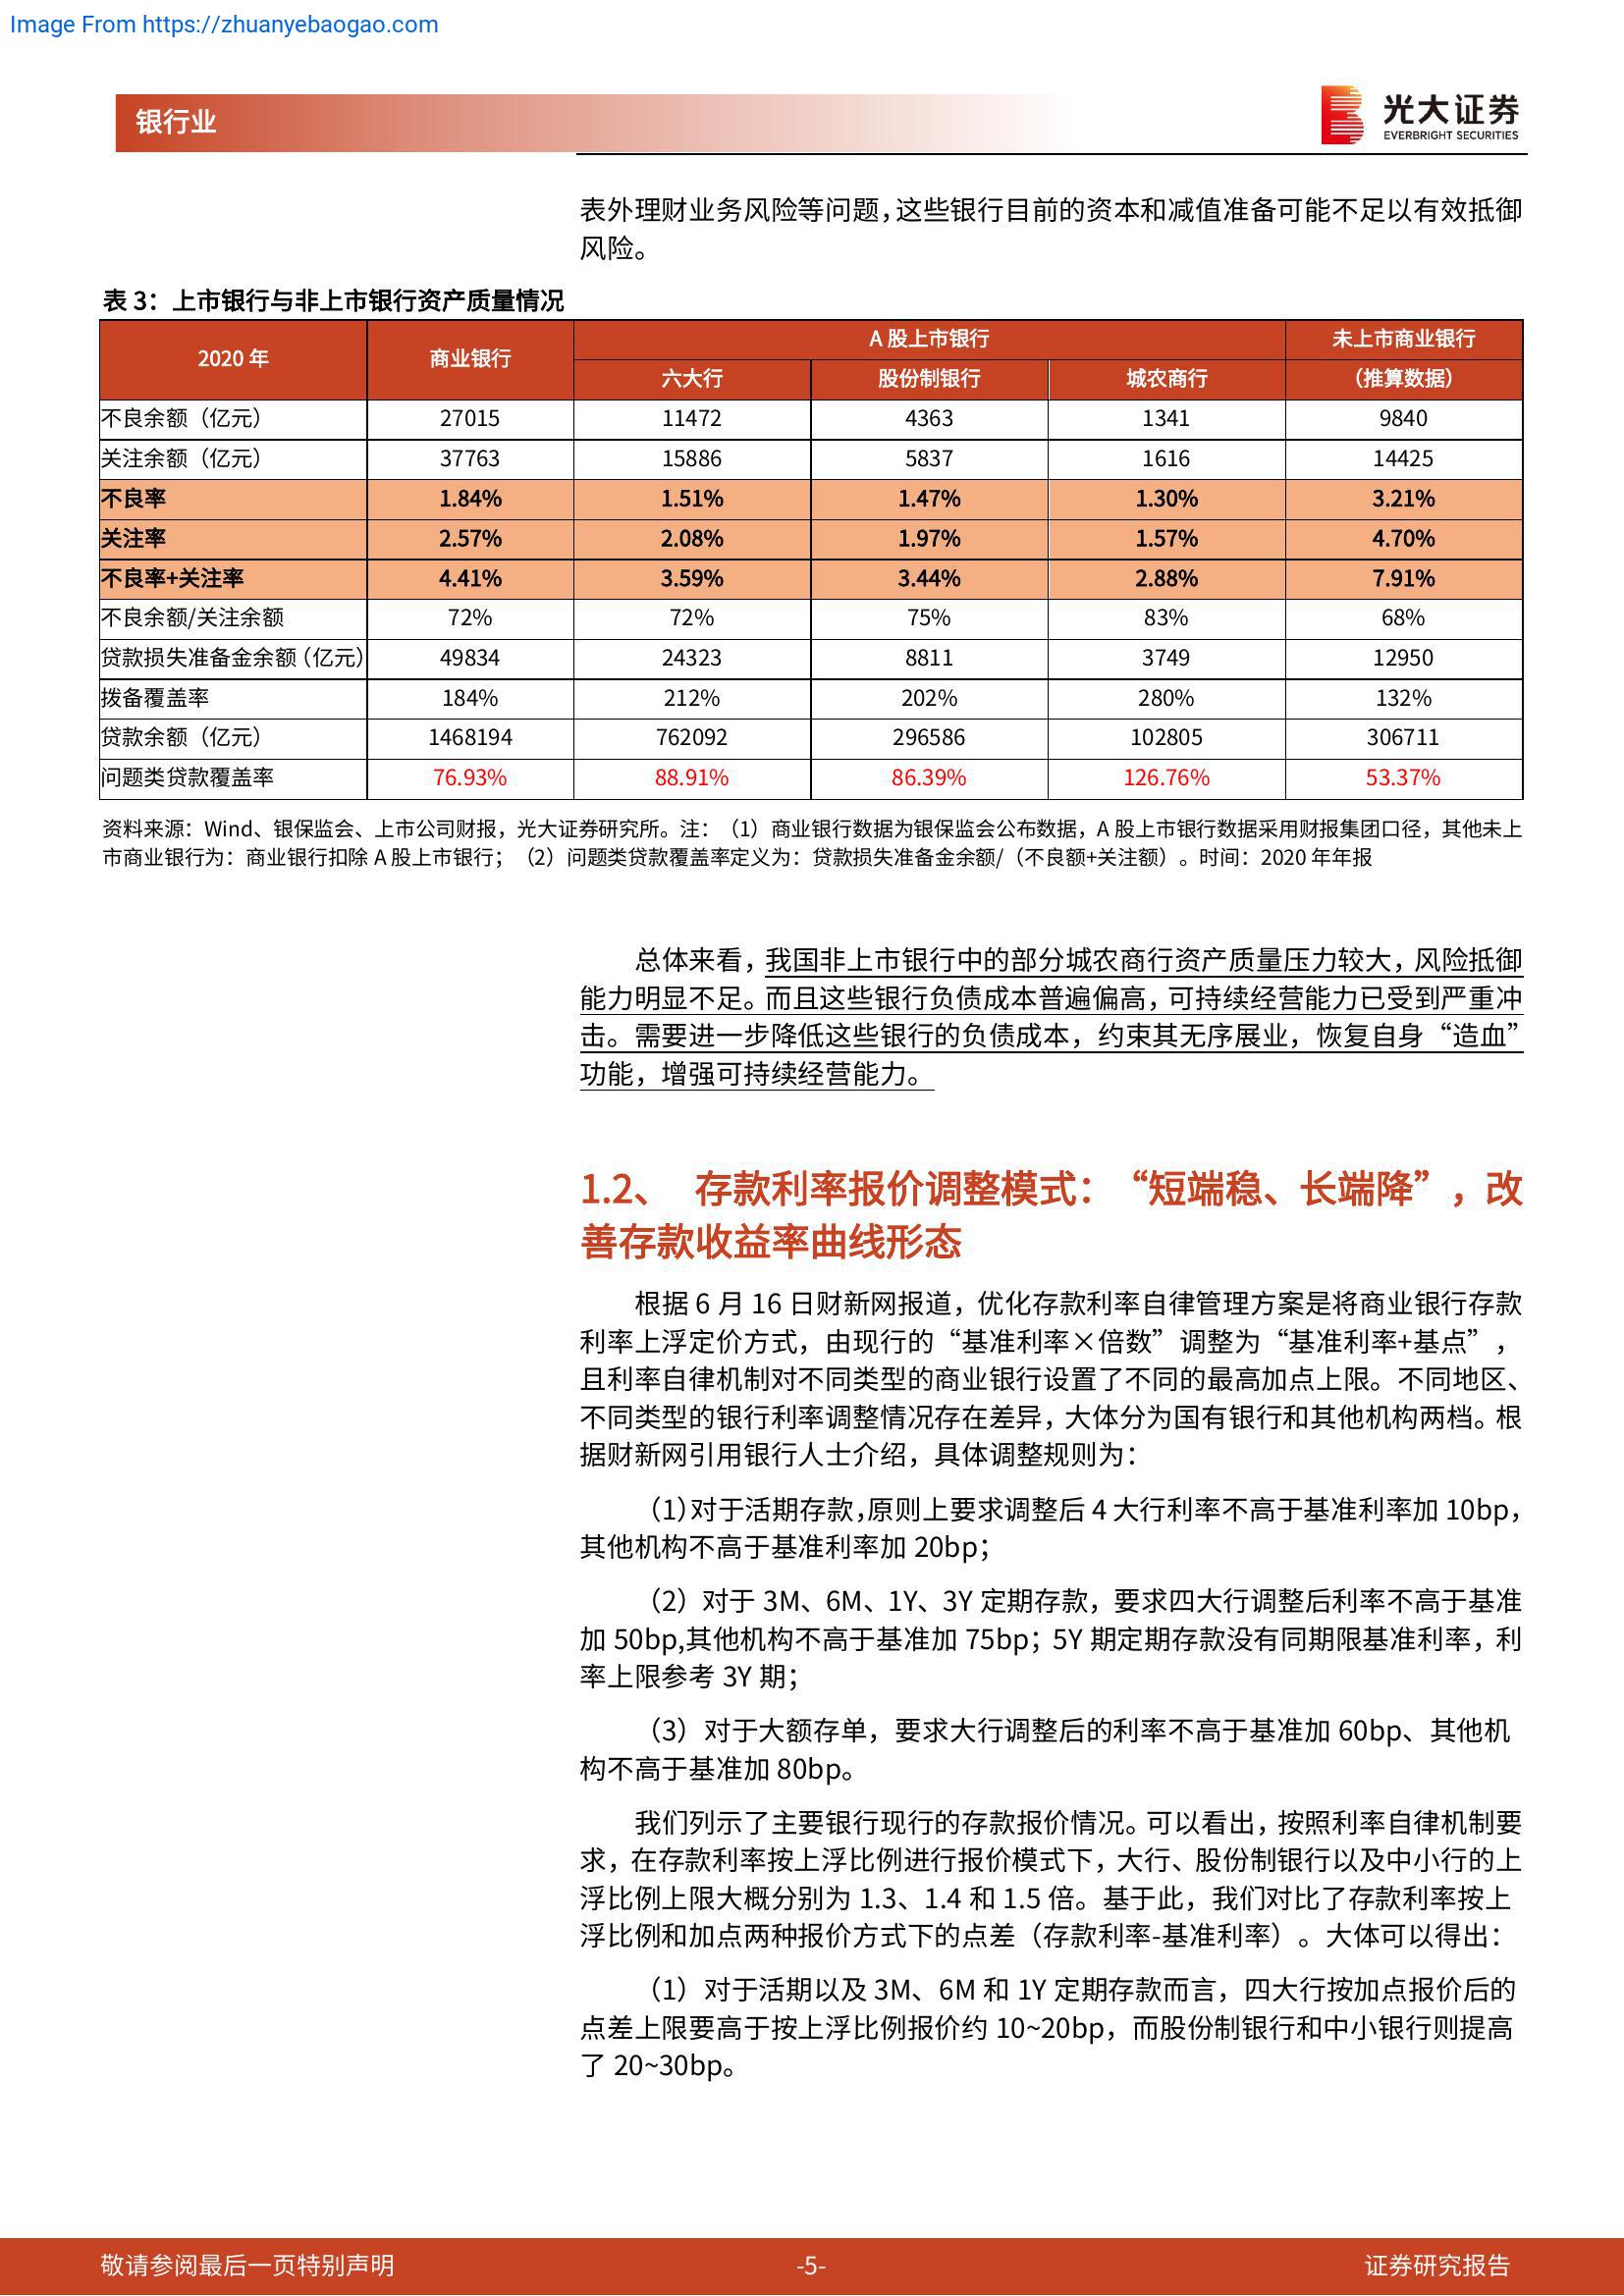 Image From https://zhuanyebaogao.com
银行业
光大证券
EVERBRIGHT SECURITIES
表外理财业务风险等问题，这些银行目前的资本和减值准备可能不足以有效抵御
风险。
表 3：上市银行与非上市银行资产质量情况
2020 年 商业银行 A 股上市银行 未上市商业银行
六大行 股份制银行 城农商行 （推算数据）
不良余额（亿元） 27015 11472 4363 1341 9840
关注余额（亿元） 37763 15886 5837 1616 14425
不良率 1.84% 1.51% 1.47% 1.30% 3.21%
关注率 2.57% 2.08% 1.97% 1.57% 4.70%
不良率+关注率 4.41% 3.59% 3.44% 2.88% 7.91%
不良余额/关注余额 72% 72% 75% 83% 68%
贷款损失准备金余额（亿元） 49834 24323 8811 3749 12950
拨备覆盖率 184% 212% 202% 280% 132%
贷款余额（亿元） 1468194 762092 296586 102805 306711
问题类贷款覆盖率 76.93% 88.91% 86.39% 126.76% 53.37%
资料来源：Wind、银保监会、上市公司财报，光大证券研究所。注：（1）商业银行数据为银保监会公布数据，A 股上市银行数据采用财报集团口径，其他未上
市商业银行为：商业银行扣除 A 股上市银行；（2）问题类贷款覆盖率定义为：贷款损失准备金余额/（不良额+关注额）。时间：2020 年年报
总体来看，我国非上市银行中的部分城农商行资产质量压力较大，风险抵御
能力明显不足。而且这些银行负债成本普遍偏高，可持续经营能力已受到严重冲
击。需要进一步降低这些银行的负债成本，约束其无序展业，恢复自身“造血”
功能，增强可持续经营能力。
1.2、 存款利率报价调整模式：“短端稳、长端降”，改
善存款收益率曲线形态
根据 6 月 16 日财新网报道，优化存款利率自律管理方案是将商业银行存款
利率上浮定价方式，由现行的“基准利率×倍数”调整为“基准利率+基点”，
且利率自律机制对不同类型的商业银行设置了不同的最高加点上限。不同地区、
不同类型的银行利率调整情况存在差异，大体分为国有银行和其他机构两档。根
据财新网引用银行人士介绍，具体调整规则为：
（1）对于活期存款，原则上要求调整后 4 大行利率不高于基准利率加 10bp，
其他机构不高于基准利率加 20bp；
（2）对于 3M、6M、1Y、3Y 定期存款，要求四大行调整后利率不高于基准
加 50bp,其他机构不高于基准加 75bp；5Y 期定期存款没有同期限基准利率，利
率上限参考 3Y 期；
（3）对于大额存单，要求大行调整后的利率不高于基准加 60bp、其他机
构不高于基准加 80bp。
我们列示了主要银行现行的存款报价情况。可以看出，按照利率自律机制要
求，在存款利率按上浮比例进行报价模式下，大行、股份制银行以及中小行的上
浮比例上限大概分别为 1.3、1.4 和 1.5 倍。基于此，我们对比了存款利率按上
浮比例和加点两种报价方式下的点差（存款利率-基准利率）。大体可以得出：
（1）对于活期以及 3M、6M 和 1Y 定期存款而言，四大行按加点报价后的
点差上限要高于按上浮比例报价约 10~20bp，而股份制银行和中小银行则提高
了 20~30bp。
敬请参阅最后一页特别声明 -5- 证券研究报告